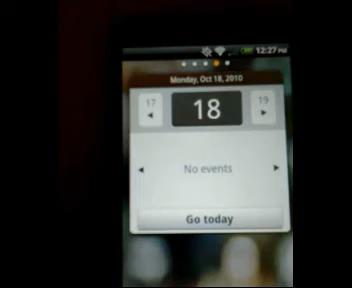 12:27 PM
Monday, Oct 18, 2010
17
18
19
No events
Go today